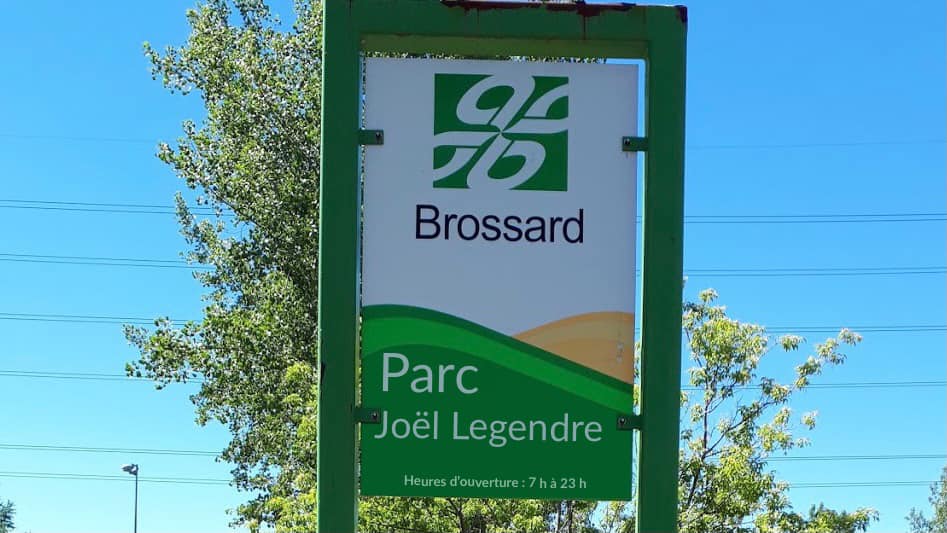 Brossard
Parc
Joël Legendre
Heures d'ouverture : 7 h à 23 h